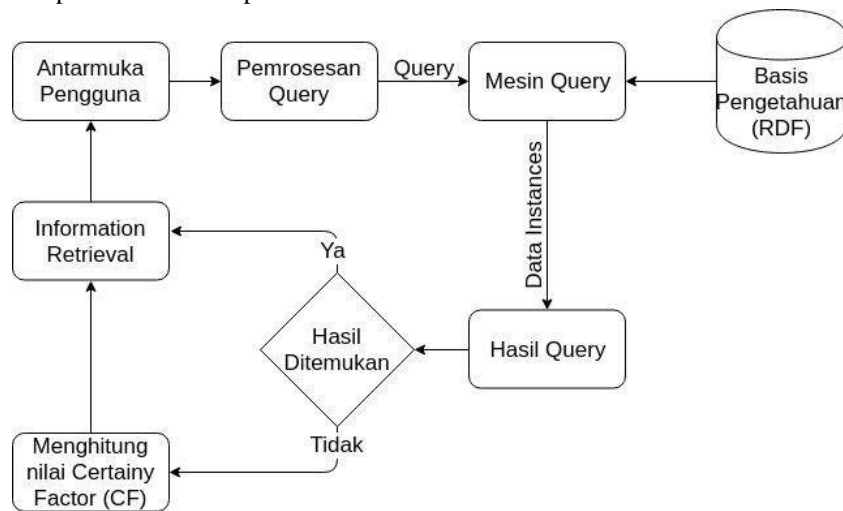 Antarmuka
Pengguna
Pemrosesan
Query
Query
Mesin Query
Basis
Pengetahuan
(RDF)
Information
Retrieval
Ya
Data Instances
Hasil
Ditemukan
Hasil Query
Tidak
Menghitung
nilai Certainy
Factor (CF)